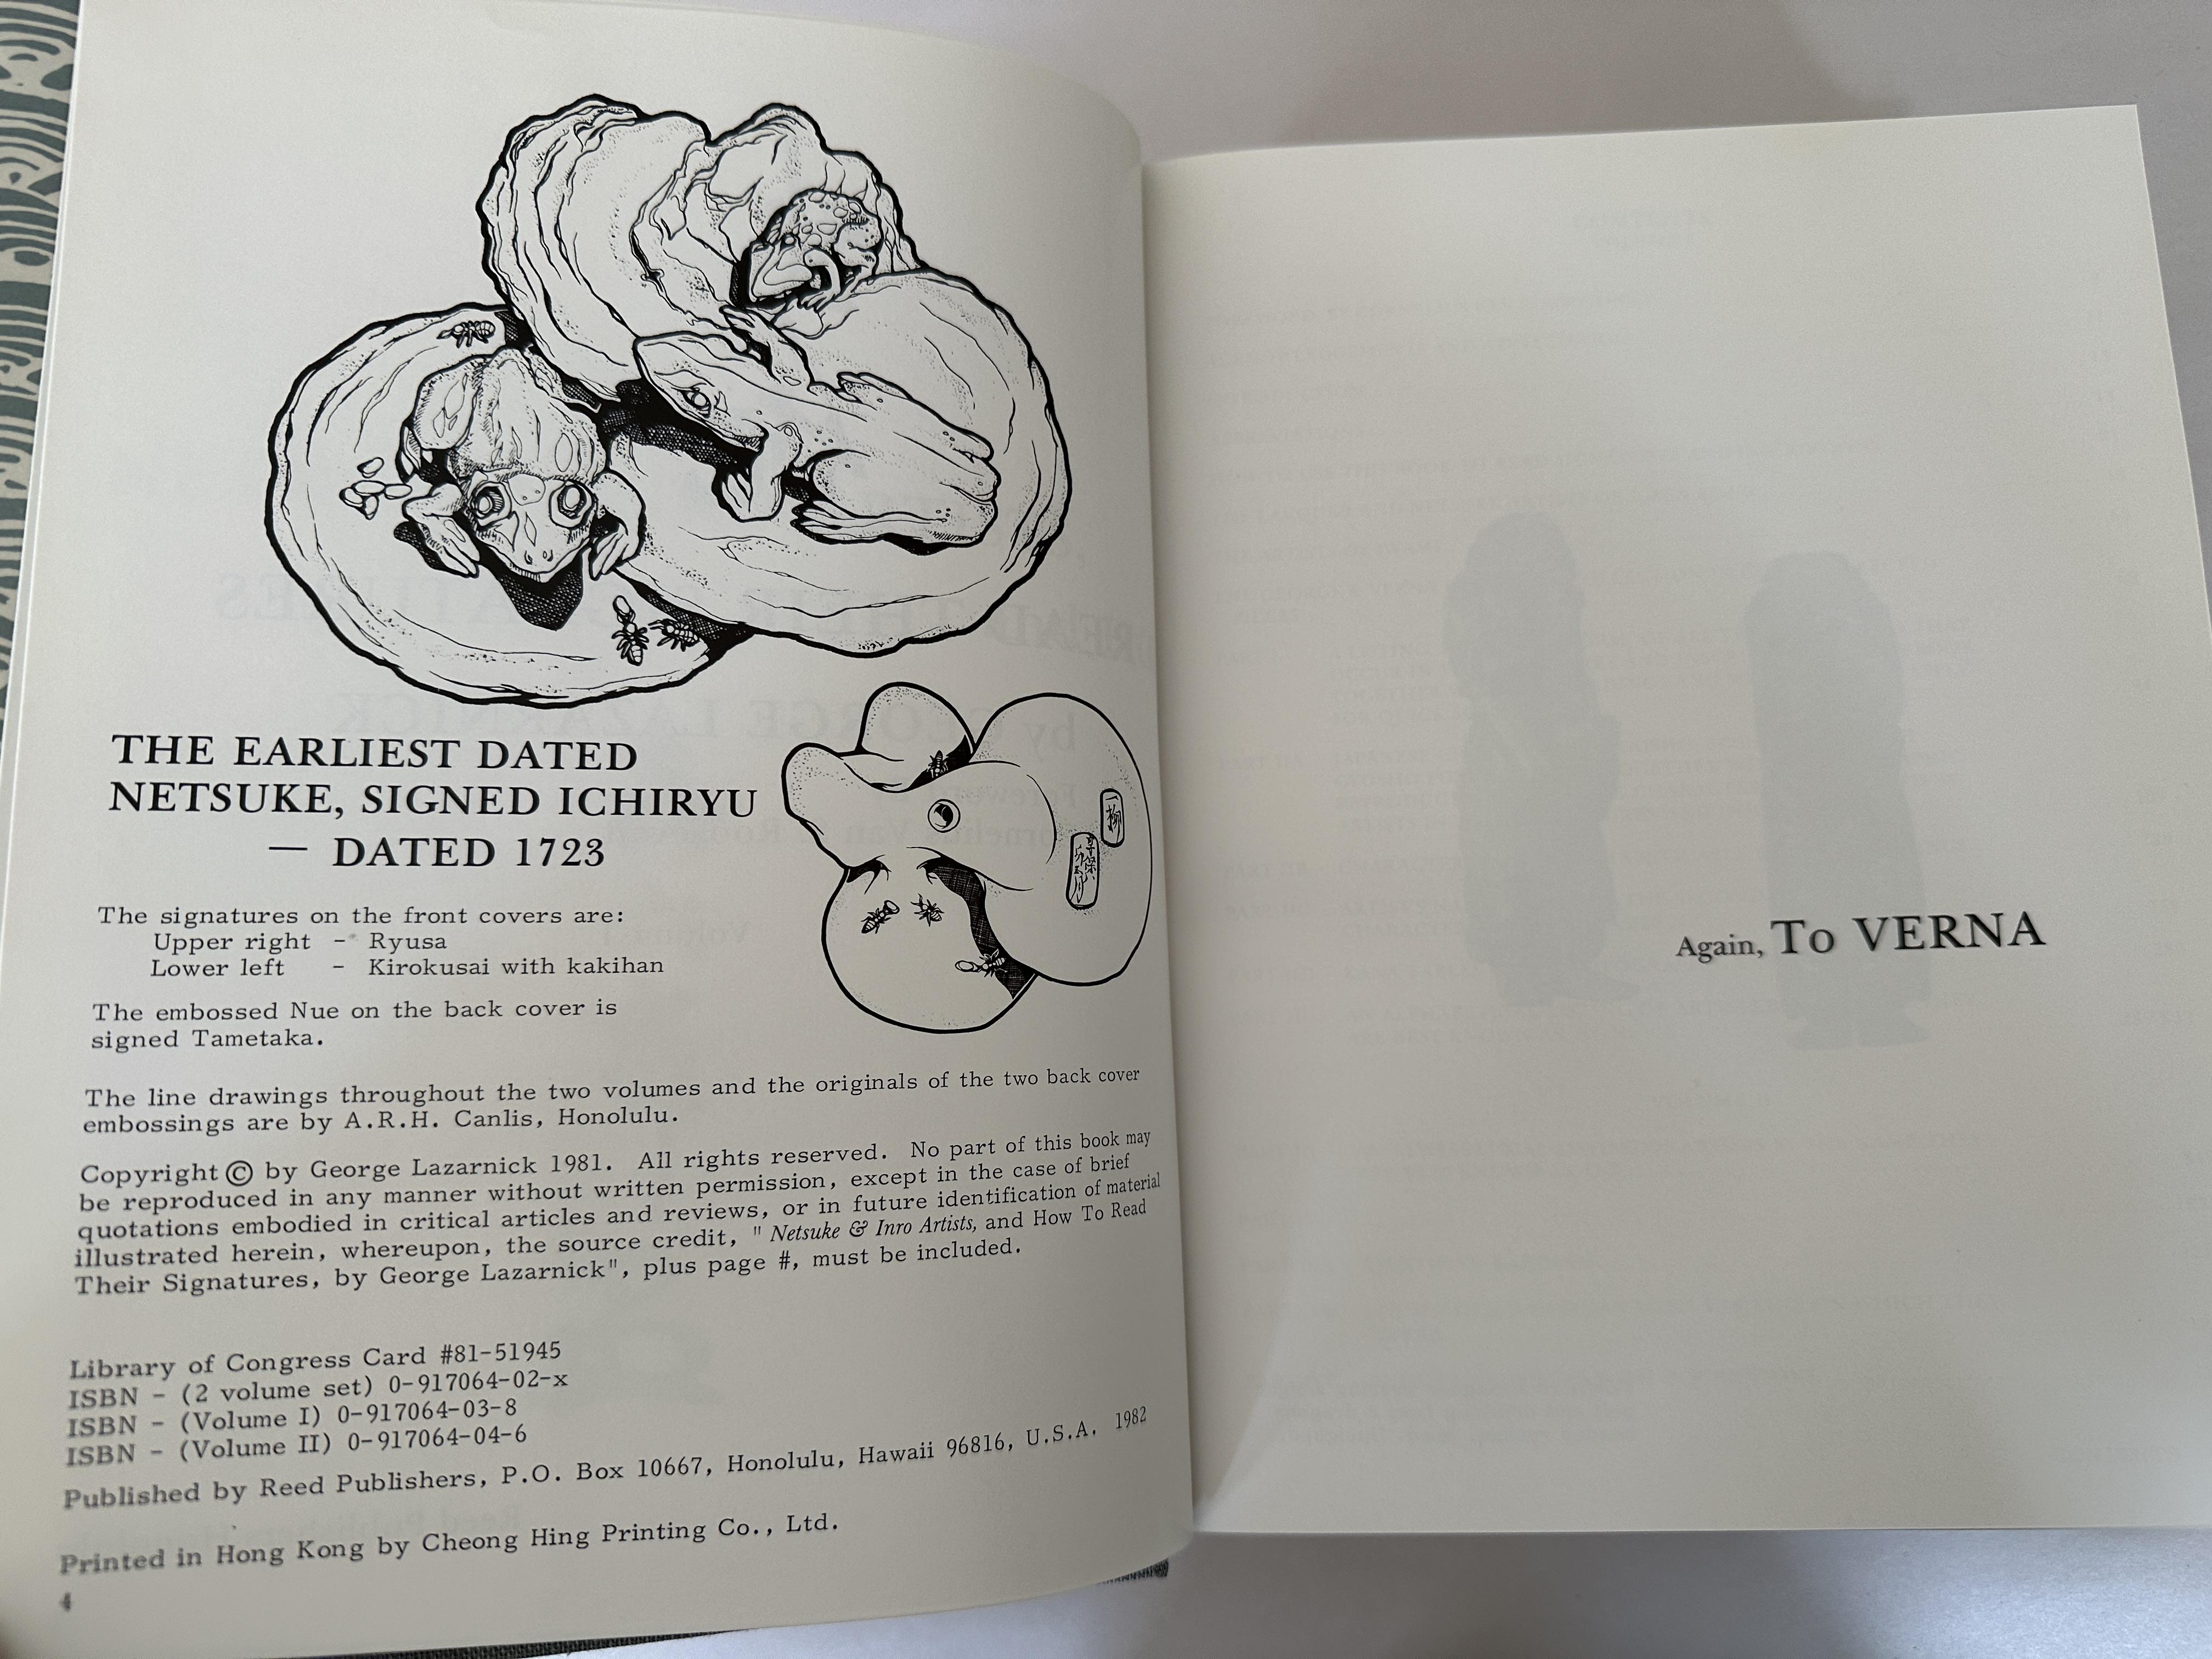 THE EARLIEST DATED
NETSUKE, SIGNED ICHIRYU
— DATED 1723
The signatures on the front covers are:
Upper right - Ryusa
Lower left - Kirokusai with kakihan
The embossed Nue on the back cover is
signed Tametaka.
The line drawings throughout the two volumes and the originals of the two back cover
embossings are by A.R.H. Canlis, Honolulu.
Copyright © by George Lazarnick 1981. All rights reserved. No part of this book may
be reproduced in any manner without written permission, except in the case of brief
quotations embodied in critical articles and reviews, or in future identification of material
illustrated herein, whereupon, the source credit, " Netsuke & Inro Artists, and How To Read
Their Signatures, by George Lazarnick", plus page #, must be included.
Library of Congress Card #81-51945
ISBN - (2 volume set) 0-917064-02-x
ISBN - (Volume I) 0-917064-03-8
ISBN - (Volume II) 0-917064-04-6
Published by Reed Publishers, P.O. Box 10667, Honolulu, Hawaii 96816, U.S.A. 1982
Printed in Hong Kong by Cheong Hing Printing Co., Ltd.
4
一柳
Again, To VERNA